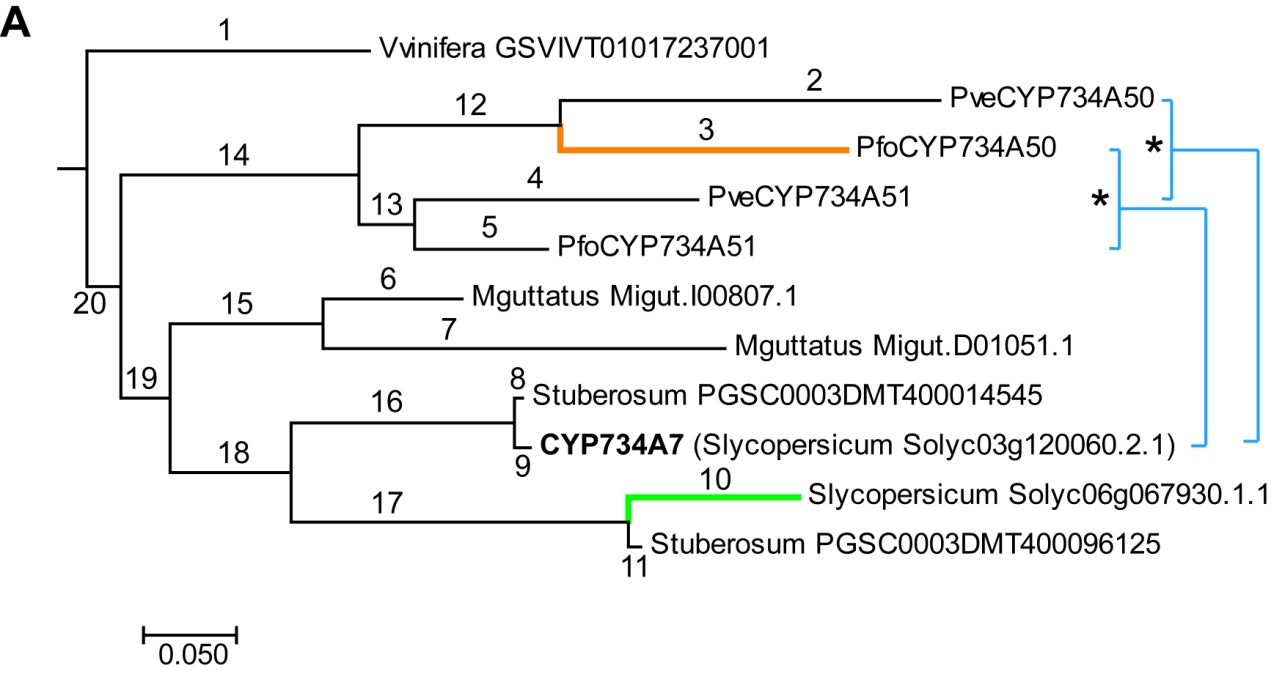 A
1
Vvinifera GSVIVT01017237001
2
PveCYP734A50
12
3
PfoCYP734A50
*
14
4
PveCYP734A51
*
13
5
PfoCYP734A51
6
Mguttatus Migut.I00807.1
20
15
7
Mguttatus Migut.D01051.1
19
8
Stuberosum PGSC0003DMT400014545
16
CYP734A7 (Slycopersicum Solyc03g120060.2.1)
9
18
10
Slycopersicum Solyc06g067930.1.1
17
Stuberosum PGSC0003DMT400096125
11
0.050